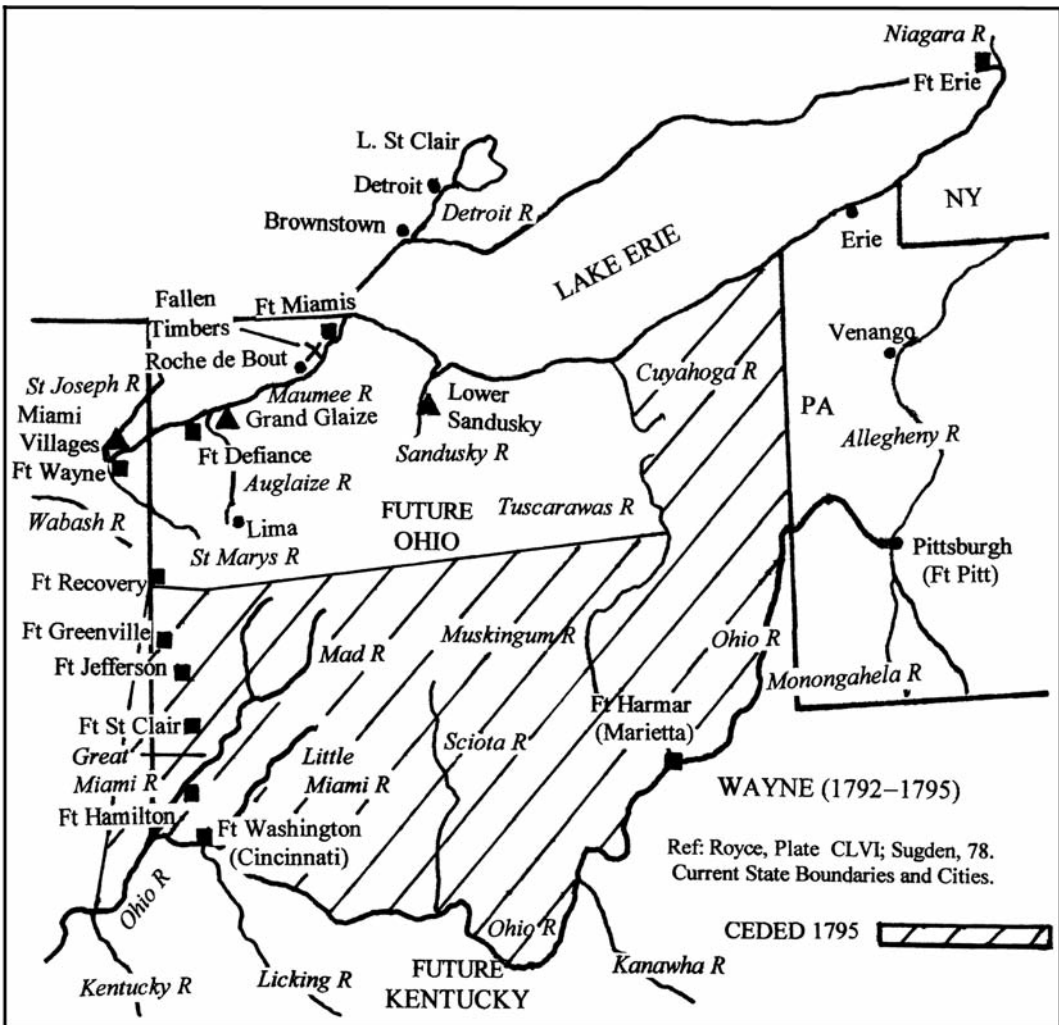 Niagara R
Ft Erie
L. St Clair
Detroit
Detroit R
Brownstown
NY
Erie
LAKE ERIE
Fallen
Timbers
Ft Miamis
Roche de Bout
Venango
St Joseph R
Maumee R
Cuyahoga R
Miami
Villages
Grand Glaize
Lower
Sandusky
PA
Allegheny R
Ft Wayne
Ft Defiance
Sandusky R
Auglaize R
Wabash R
Lima
FUTURE
OHIO
Tuscarawas R
St Marys R
Pittsburgh
(Ft Pitt)
Ft Recovery
Ft Greenville
Muskingum R
Ohio R
Mad R
Ft Jefferson
Monongahela R
Ft Harmar
(Marietta)
Ft St Clair
Great
Miami R
Little
Miami R
Sciota R
Ft Hamilton
Ft Washington
(Cincinnati)
WAYNE (1792–1795)
Ref: Royce, Plate CLVI; Sugden, 78.
Current State Boundaries and Cities.
Ohio R
Ohio R
CEDED 1795
Kentucky R
Licking R
FUTURE
KENTUCKY
Kanawha R